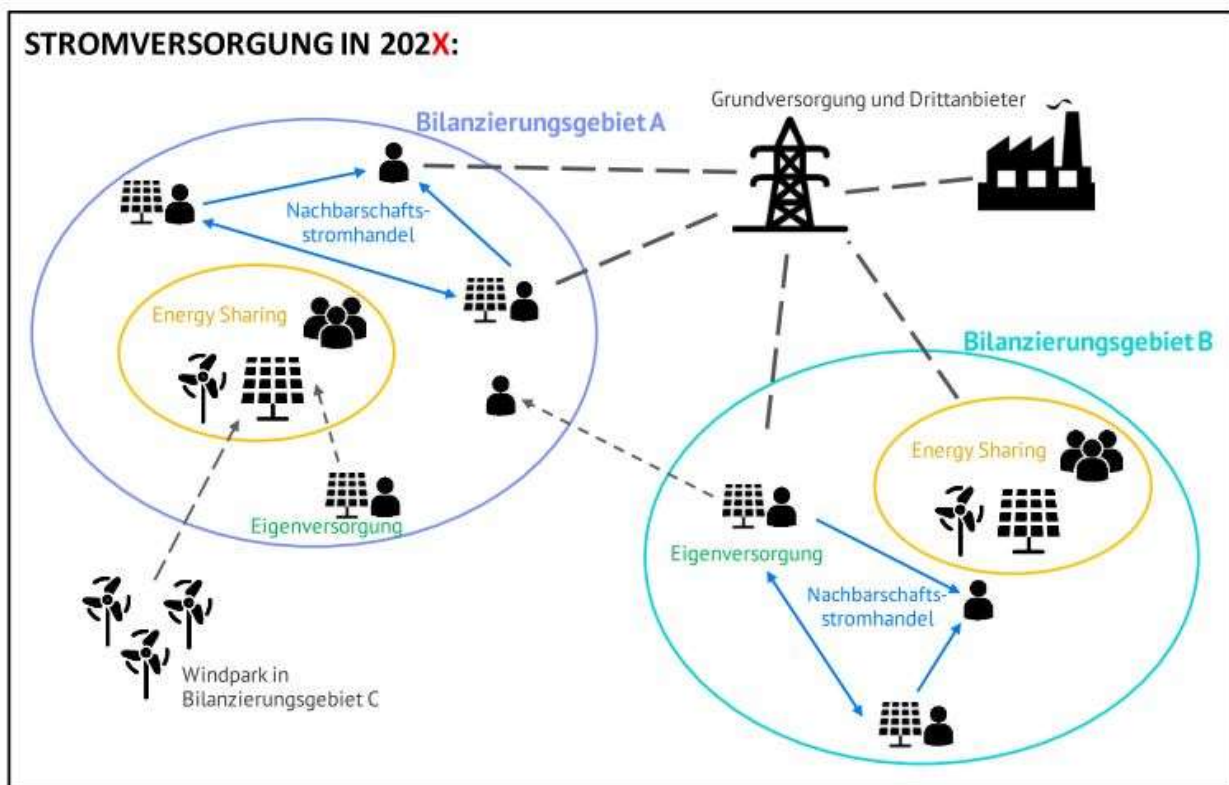 STROMVERSORGUNG IN 202X:
Grundversorgung und Drittanbieter
Bilanzierungsgebiet A
Nachbarschafts-
stromhandel
Energy Sharing
Eigenversorgung
Windpark in
Bilanzierungsgebiet C
Bilanzierungsgebiet B
Energy Sharing
Eigenversorgung
Nachbarschafts-
stromhandel